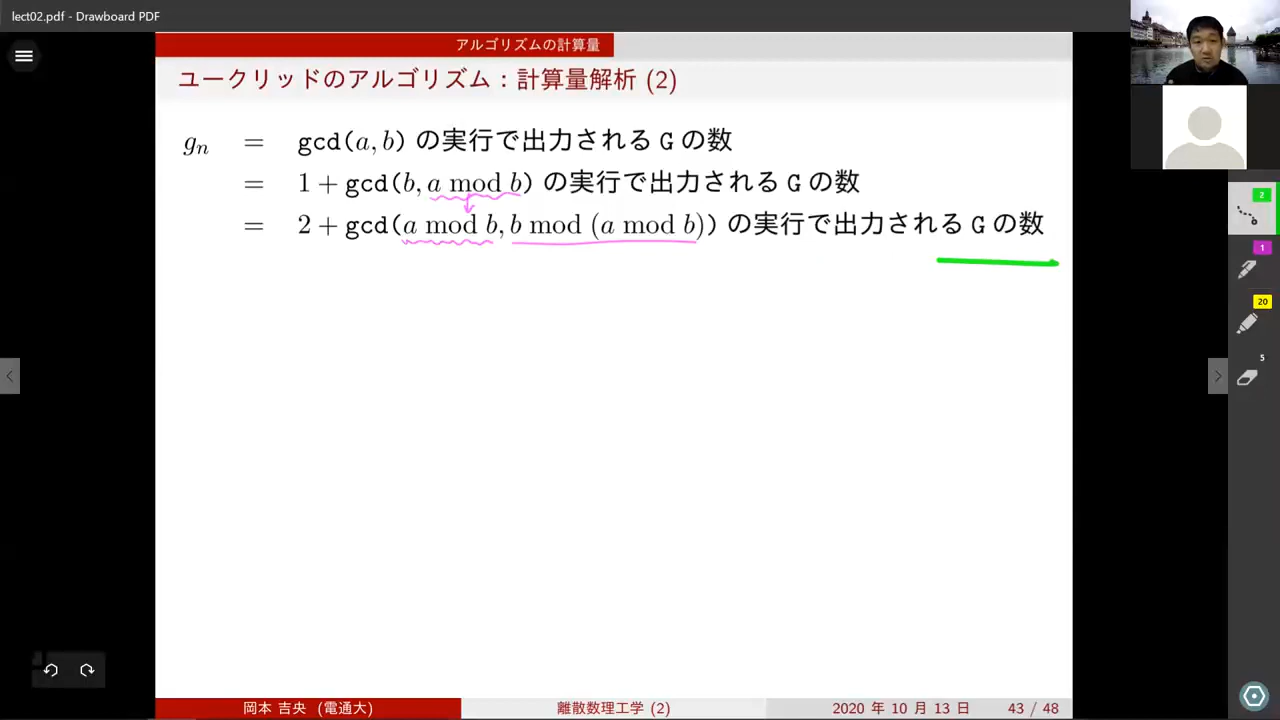 lect02.pdf - Drawboard PDF
アルゴリズムの計算量
ユークリッドのアルゴリズム：計算量解析 (2)
gₙ = gcd(a, b) の実行で出力される G の数
= 1 + gcd(b, a mod b) の実行で出力される G の数
= 2 + gcd(a mod b, b mod (a mod b)) の実行で出力される G の数
2
1
20
5
岡本 吉央 (電通大) 離散数理工学 (2) 2020 年 10 月 13 日 43 / 48